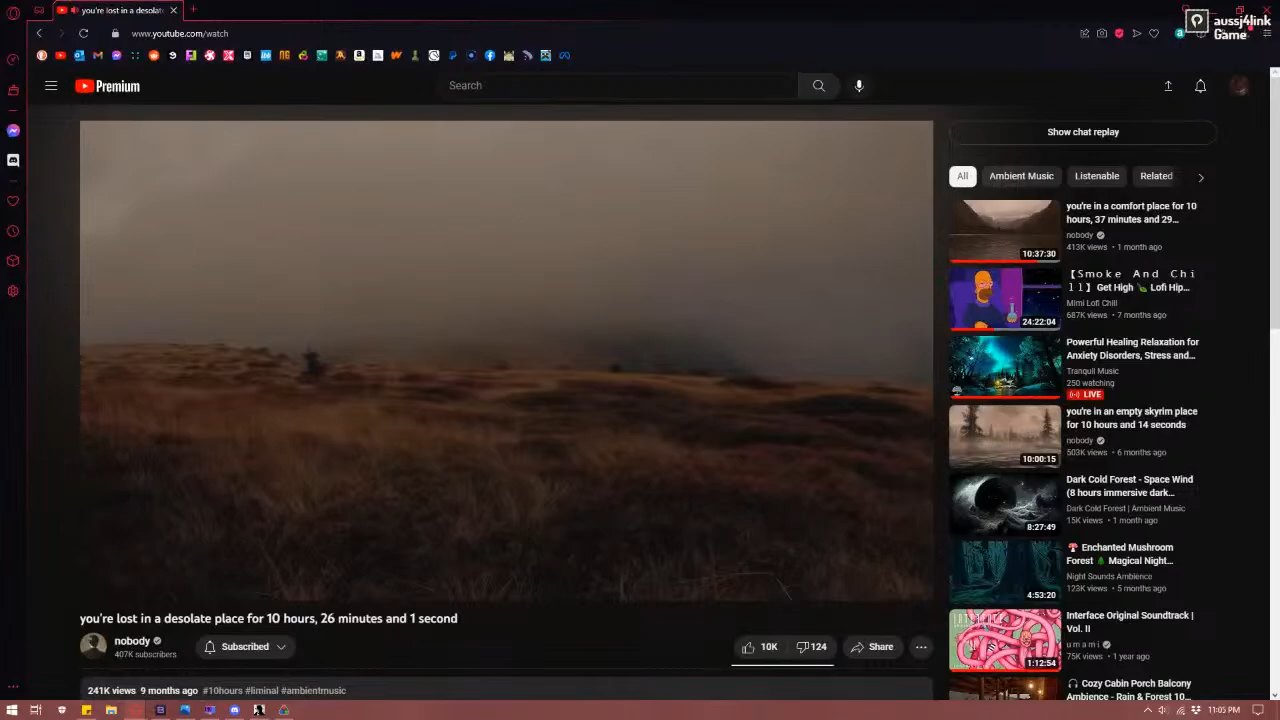 you're lost in a desolat
aussj4link
Game
www.youtube.com/watch
Premium
Search
Show chat replay
All
Ambient Music
Listenable
Related
you're in a comfort place for 10
hours, 37 minutes and 29...
nobody
413K views • 1 month ago
10:37:30
【Smoke And Chi
ll】 Get High Lofi Hip...
Mimi Lofi Chill
687K views • 7 months ago
24:22:04
Powerful Healing Relaxation for
Anxiety Disorders, Stress and...
Tranquil Music
250 watching
LIVE
you're in an empty skyrim place
for 10 hours and 14 seconds
nobody
503K views • 6 months ago
10:00:15
Dark Cold Forest - Space Wind
(8 hours immersive dark...
Dark Cold Forest | Ambient Music
15K views • 1 month ago
8:27:49
Enchanted Mushroom
Forest Magical Night...
Night Sounds Ambience
123K views • 5 months ago
4:53:20
Interface Original Soundtrack |
Vol. II
u m a m i
75K views • 1 year ago
1:12:54
Cozy Cabin Porch Balcony
Ambience - Rain & Forest 10...
you're lost in a desolate place for 10 hours, 26 minutes and 1 second
nobody
407K subscribers
Subscribed
10K
124
Share
241K views 9 months ago #10hours #liminal #ambientmusic
11:05 PM